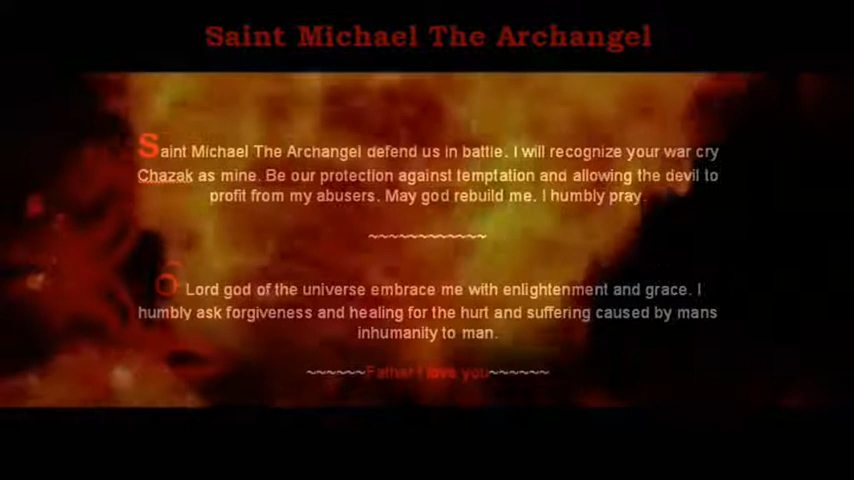 Saint Michael The Archangel
Saint Michael The Archangel defend us in battle. I will recognize your war cry
Chazak as mine. Be our protection against temptation and allowing the devil to
profit from my abusers. May god rebuild me. I humbly pray.
~~~~~~~~~~~~
O Lord god of the universe embrace me with enlightenment and grace. I
humbly ask forgiveness and healing for the hurt and suffering caused by mans
inhumanity to man.
~~~~~~Father I love you~~~~~~